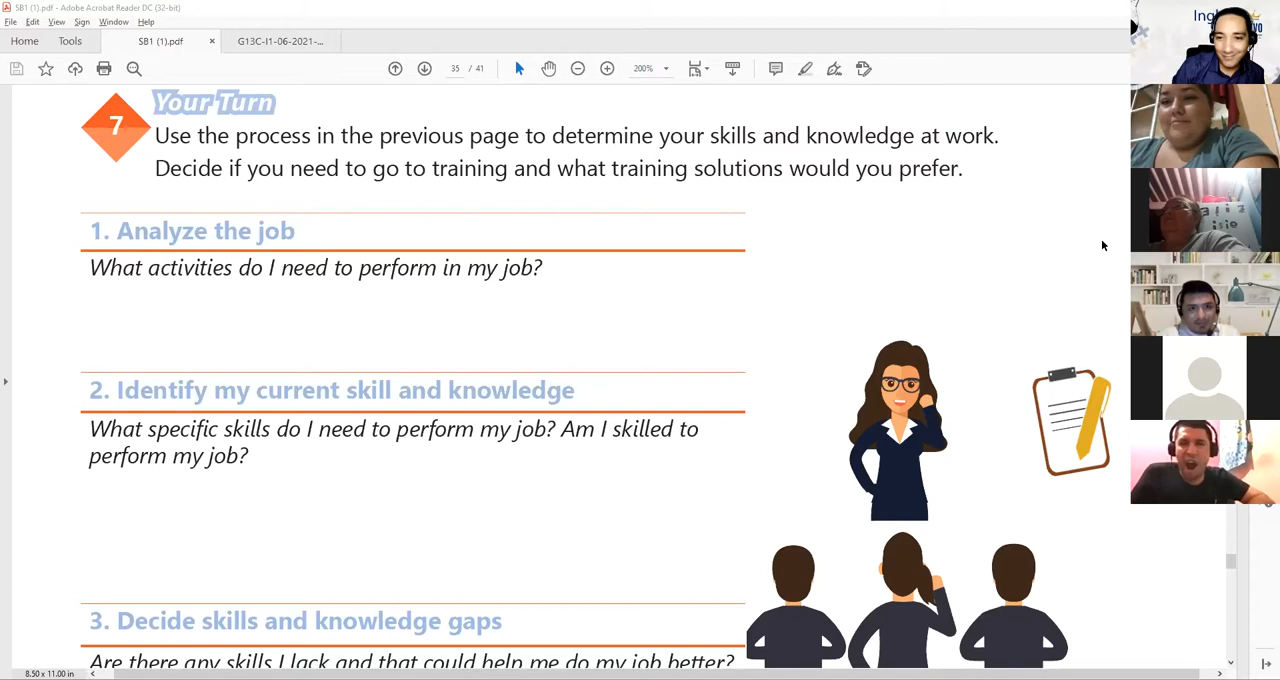 SB1 (1).pdf - Adobe Acrobat Reader DC (32-bit)
File Edit View Sign Window Help
Home Tools SB1 (1).pdf × G13C-I1-06-2021-...
35 / 41 200%
7
Your Turn
Use the process in the previous page to determine your skills and knowledge at work.
Decide if you need to go to training and what training solutions would you prefer.
1. Analyze the job
What activities do I need to perform in my job?
2. Identify my current skill and knowledge
What specific skills do I need to perform my job? Am I skilled to
perform my job?
3. Decide skills and knowledge gaps
Are there any skills I lack and that could help me do my job better?
8.50 x 11.00 in